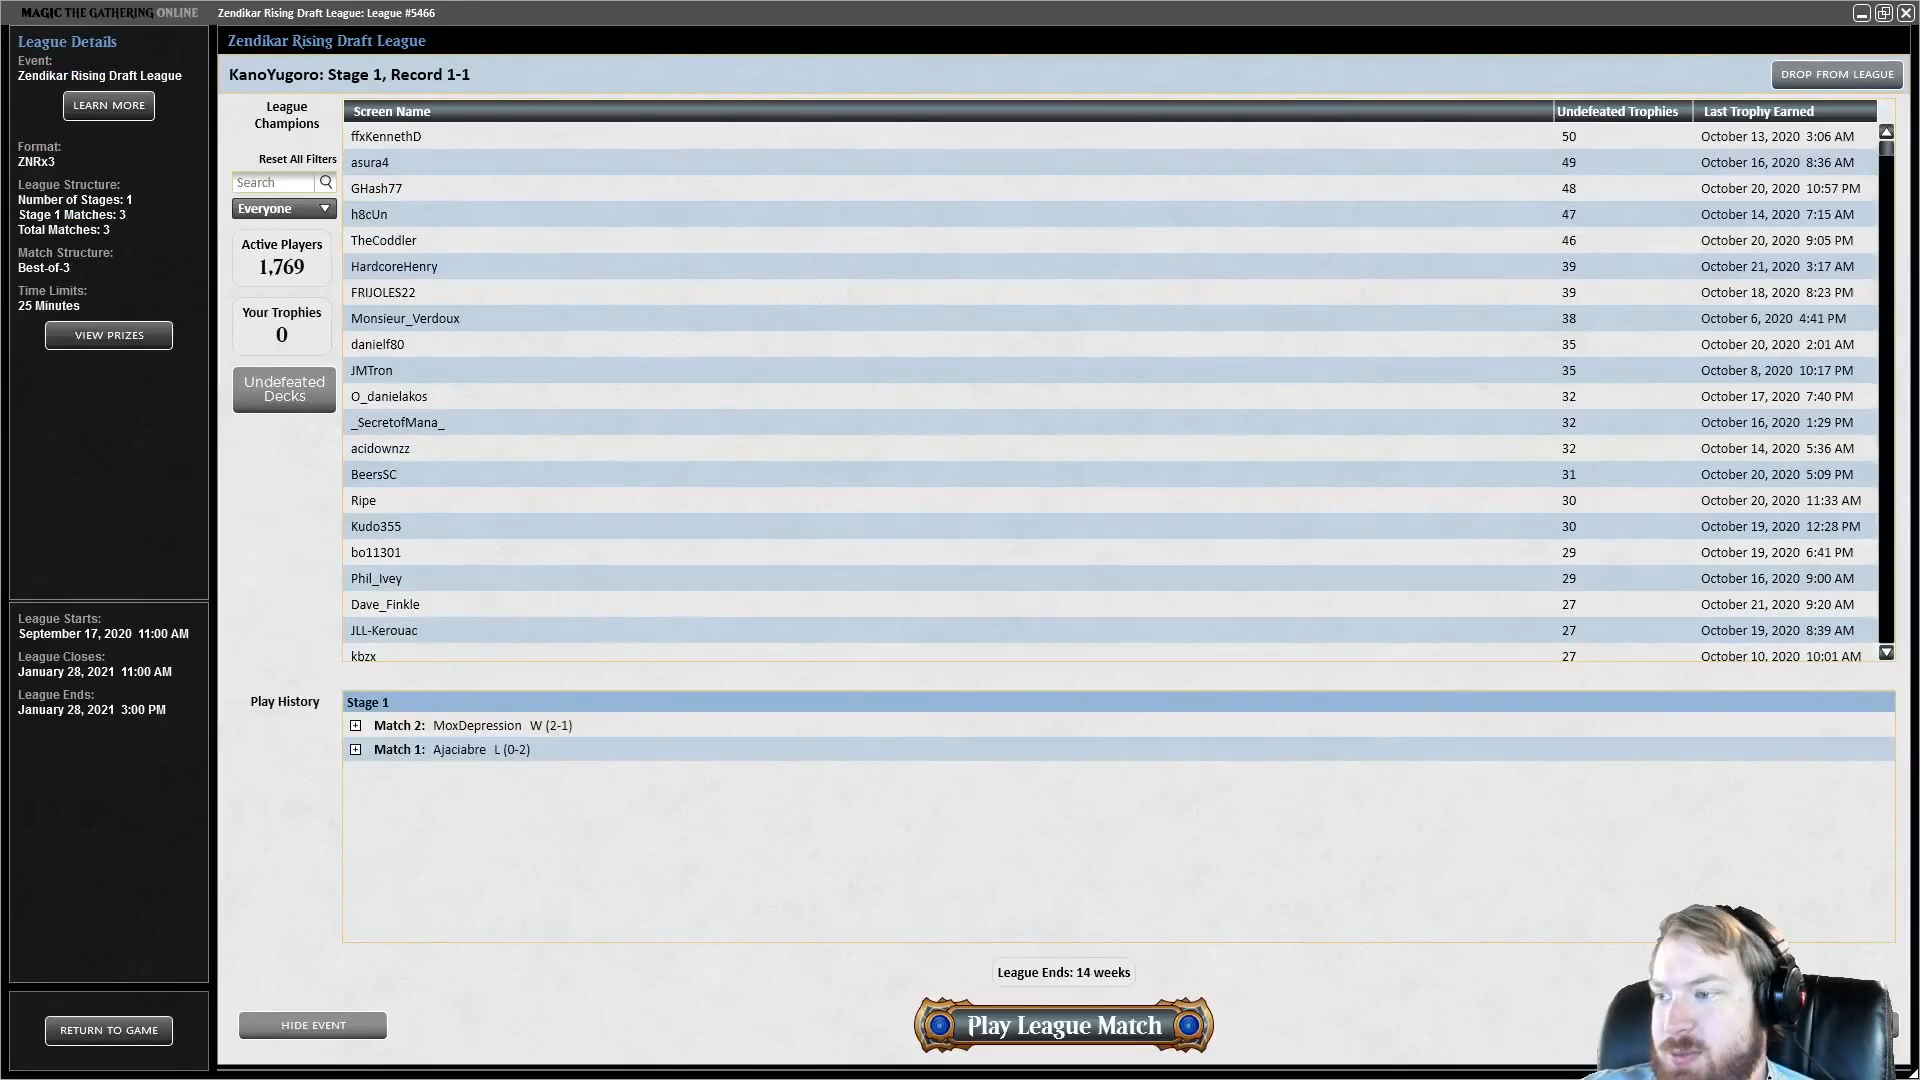 MAGIC THE GATHERING ONLINE
Zendikar Rising Draft League: League #5466
League Details
Event:
Zendikar Rising Draft League
LEARN MORE
Format:
ZNRx3
League Structure:
Number of Stages: 1
Stage 1 Matches: 3
Total Matches: 3
Match Structure:
Best-of-3
Time Limits:
25 Minutes
VIEW PRIZES
League Starts:
September 17, 2020 11:00 AM
League Closes:
January 28, 2021 11:00 AM
League Ends:
January 28, 2021 3:00 PM
RETURN TO GAME
Zendikar Rising Draft League
KanoYugoro: Stage 1, Record 1-1
DROP FROM LEAGUE
League
Champions
Reset All Filters
Search
Everyone
Active Players
1,769
Your Trophies
0
Undefeated
Decks
Screen Name Undefeated Trophies Last Trophy Earned
ffxKennethD 50 October 13, 2020 3:06 AM
asura4 49 October 16, 2020 8:36 AM
GHash77 48 October 20, 2020 10:57 PM
h8cUn 47 October 14, 2020 7:15 AM
TheCoddler 46 October 20, 2020 9:05 PM
HardcoreHenry 39 October 21, 2020 3:17 AM
FRIJOLES22 39 October 18, 2020 8:23 PM
Monsieur_Verdoux 38 October 6, 2020 4:41 PM
danielf80 35 October 20, 2020 2:01 AM
JMTron 35 October 8, 2020 10:17 PM
O_danielakos 32 October 17, 2020 7:40 PM
_SecretofMana_ 32 October 16, 2020 1:29 PM
acidownzz 32 October 14, 2020 5:36 AM
BeersSC 31 October 20, 2020 5:09 PM
Ripe 30 October 20, 2020 11:33 AM
Kudo355 30 October 19, 2020 12:28 PM
bo11301 29 October 19, 2020 6:41 PM
Phil_Ivey 29 October 16, 2020 9:00 AM
Dave_Finkle 27 October 21, 2020 9:20 AM
JLL-Kerouac 27 October 19, 2020 8:39 AM
kbzx 27 October 10, 2020 10:01 AM
Play History
Stage 1
Match 2: MoxDepression W (2-1)
Match 1: Ajaciabre L (0-2)
League Ends: 14 weeks
HIDE EVENT
Play League Match